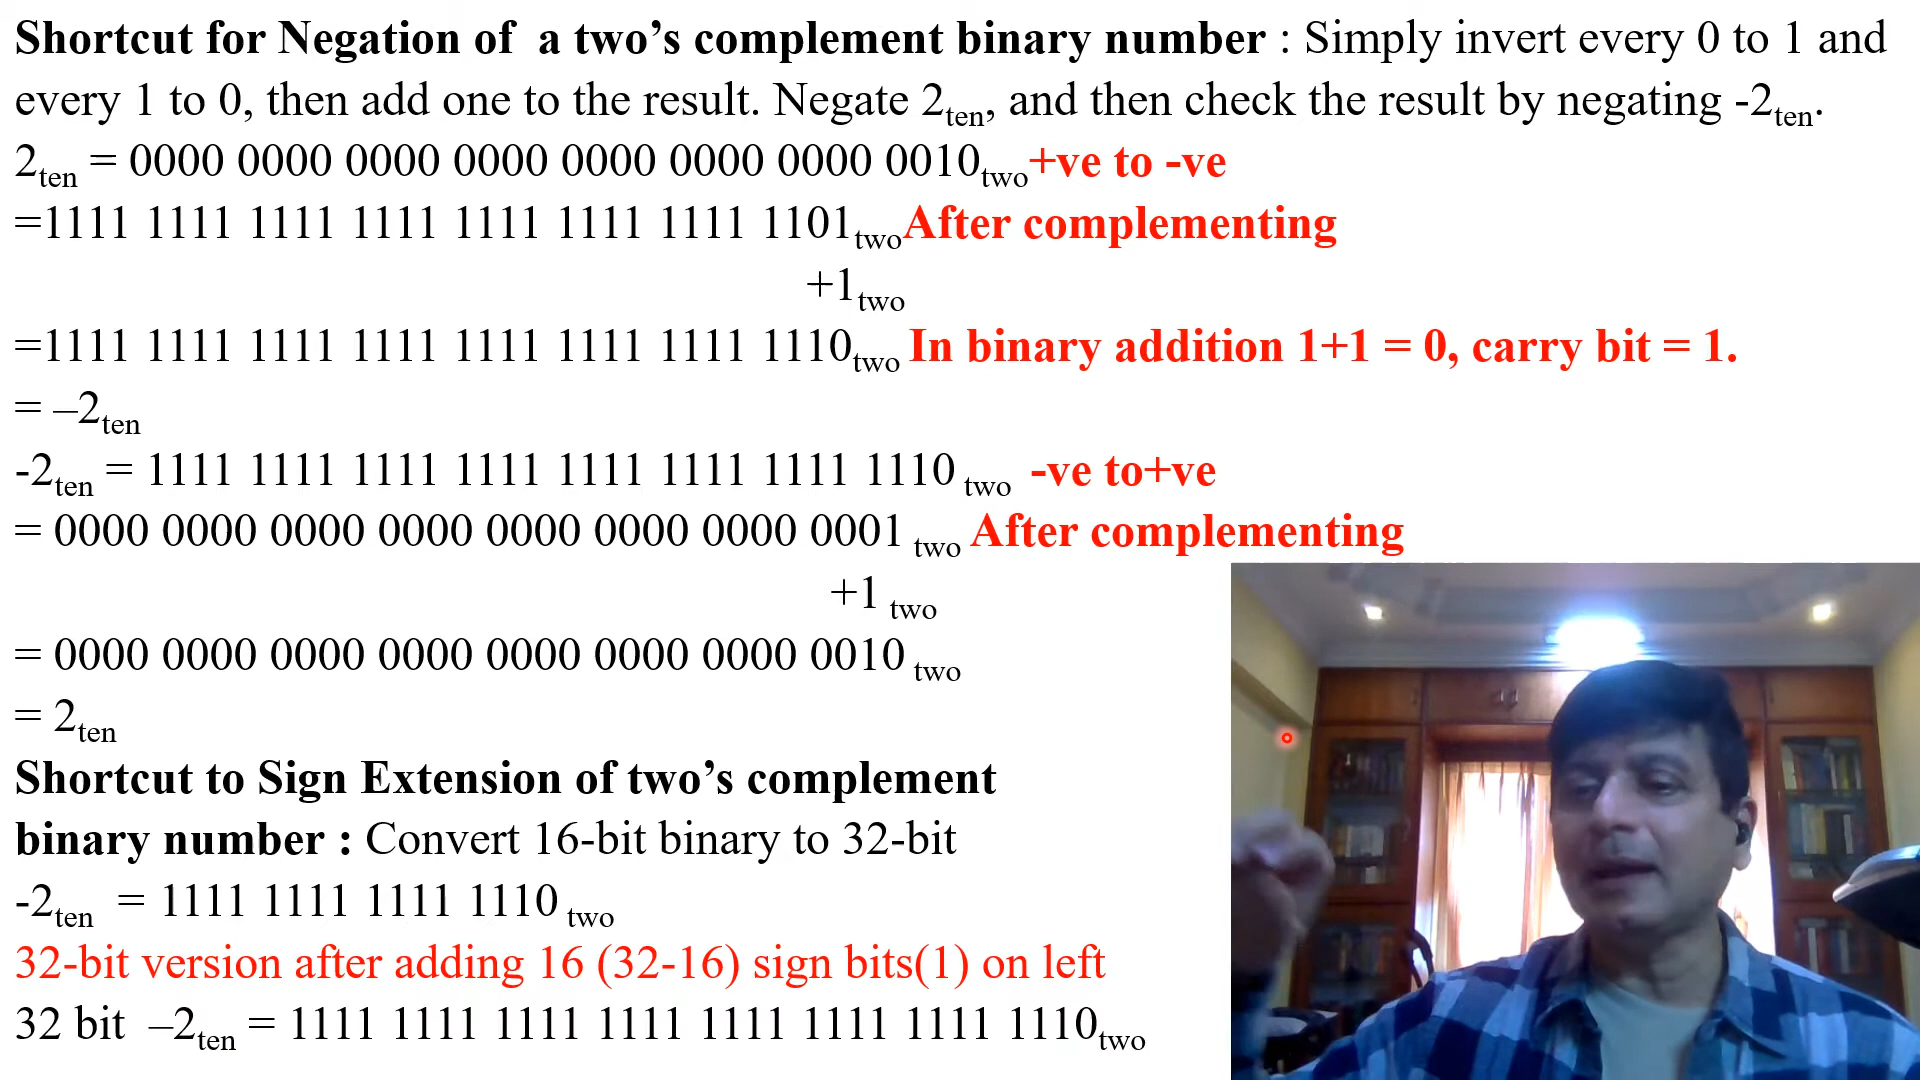 Shortcut for Negation of a two’s complement binary number : Simply invert every 0 to 1 and
every 1 to 0, then add one to the result. Negate 2ten, and then check the result by negating -2ten.
2ten = 0000 0000 0000 0000 0000 0000 0000 0010two+ve to -ve
=1111 1111 1111 1111 1111 1111 1111 1101twoAfter complementing
+1two
=1111 1111 1111 1111 1111 1111 1111 1110two In binary addition 1+1 = 0, carry bit = 1.
= –2ten
-2ten = 1111 1111 1111 1111 1111 1111 1111 1110 two -ve to+ve
= 0000 0000 0000 0000 0000 0000 0000 0001 two After complementing
+1 two
= 0000 0000 0000 0000 0000 0000 0000 0010 two
= 2ten
Shortcut to Sign Extension of two’s complement
binary number : Convert 16-bit binary to 32-bit
-2ten = 1111 1111 1111 1110 two
32-bit version after adding 16 (32-16) sign bits(1) on left
32 bit –2ten = 1111 1111 1111 1111 1111 1111 1111 1110two